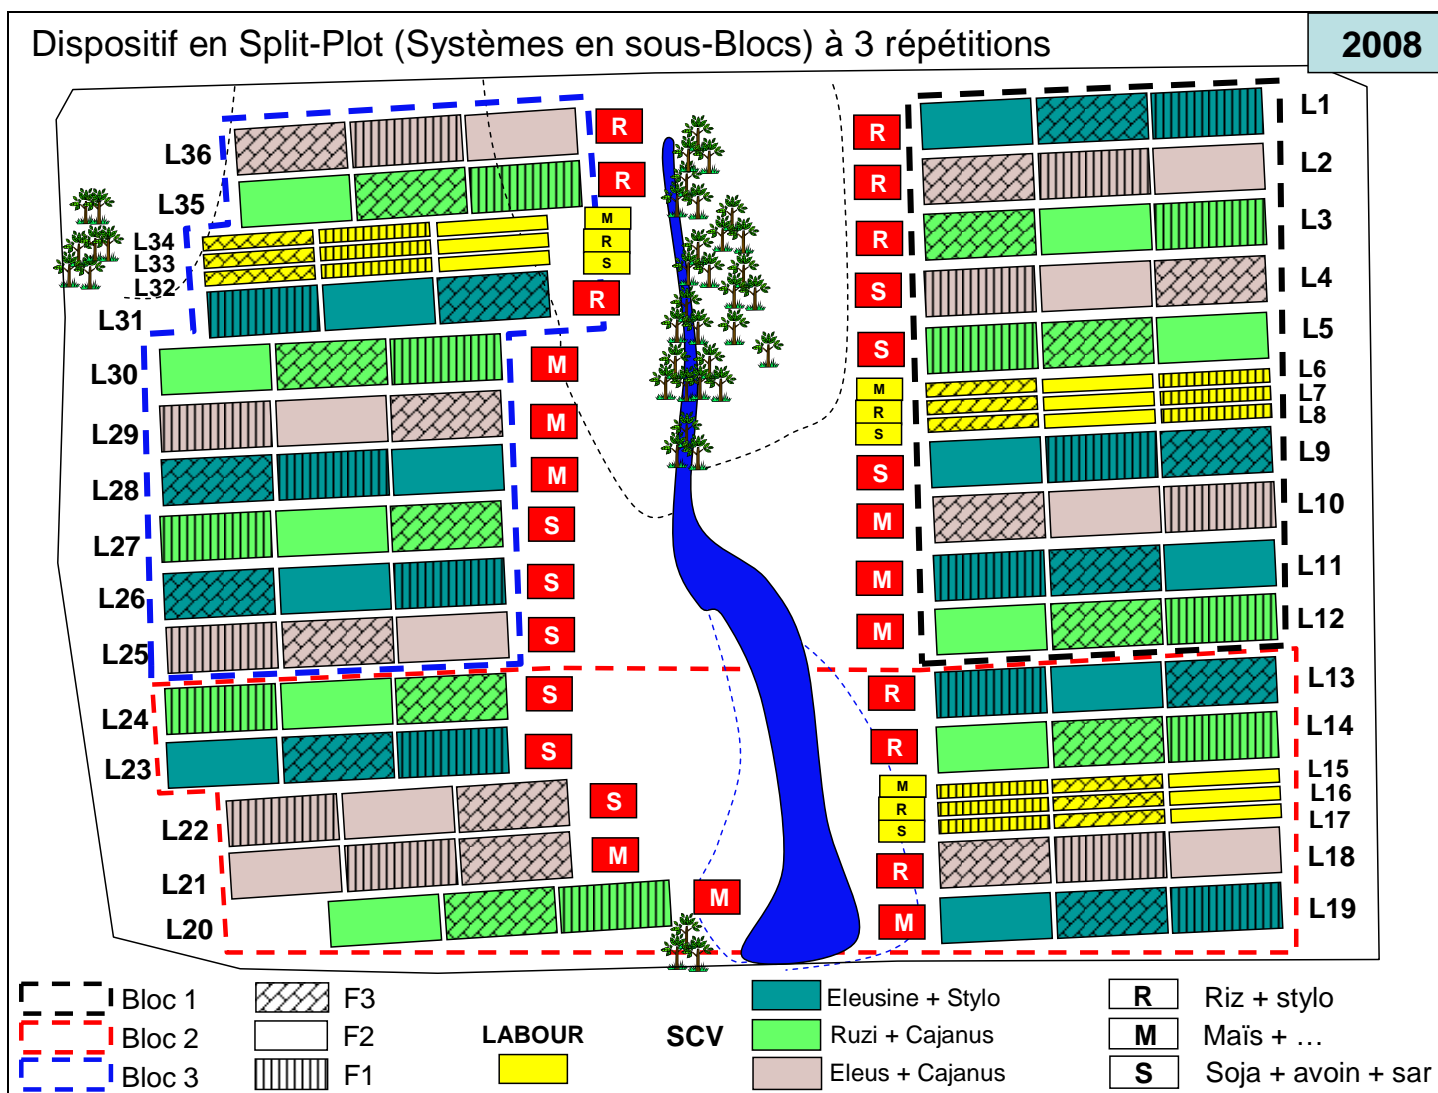 Dispositif en Split-Plot (Systèmes en sous-Blocs) à 3 répétitions
2008
L36
R
L35
R
L34
M
L33
R
L32
S
L31
R
L30
M
L29
M
L28
M
L27
S
L26
S
L25
S
L24
S
L23
S
L22
S
L21
M
L20
M
R
L1
R
L2
R
L3
S
L4
S
L5
M
L6
R
L7
S
L8
S
L9
M
L10
M
L11
M
L12
R
L13
R
L14
M
L15
R
L16
S
L17
R
L18
M
L19
Bloc 1
Bloc 2
Bloc 3
F3
F2
F1
LABOUR
SCV
Eleusine + Stylo
Ruzi + Cajanus
Eleus + Cajanus
R Riz + stylo
M Maïs + …
S Soja + avoin + sar